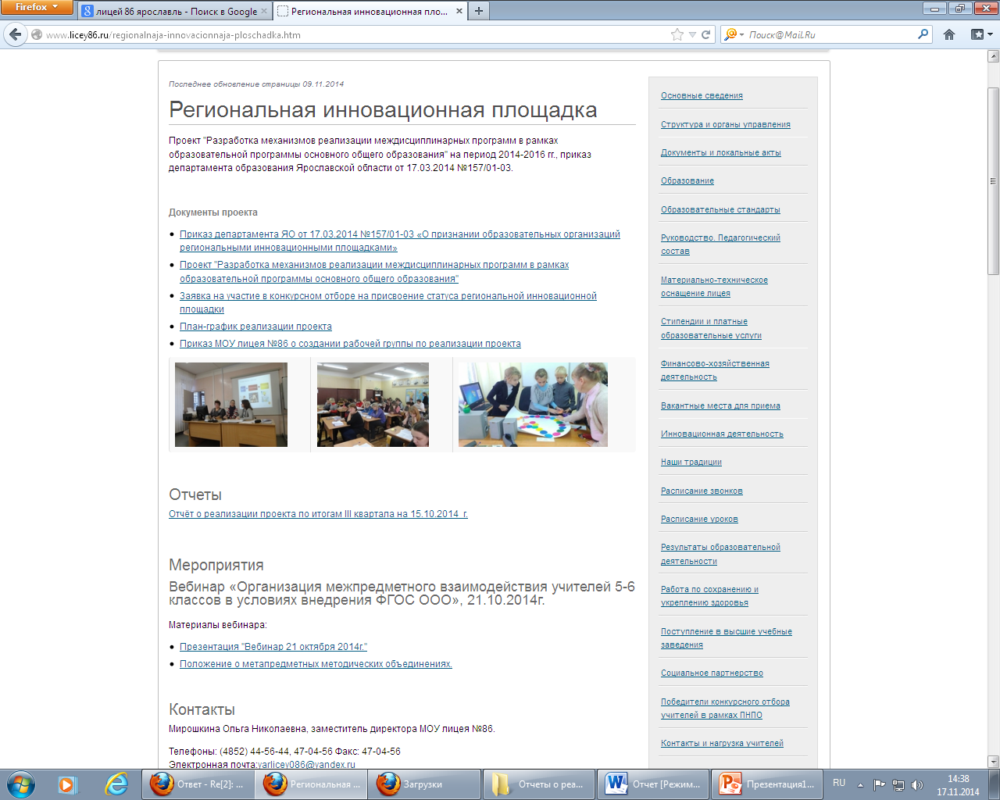 Firefox
лицей 86 ярославль - Поиск в Google
Региональная инновационная пло...
www.licey86.ru/regionalnaja-innovacionnaja-ploschadka.htm
Поиск@Mail.Ru
Последнее обновление страницы 09.11.2014
Региональная инновационная площадка
Проект "Разработка механизмов реализации междисциплинарных программ в рамках
образовательной программы основного общего образования" на период 2014-2016 гг., приказ
департамента образования Ярославской области от 17.03.2014 №157/01-03.
Документы проекта
Приказ департамента ЯО от 17.03.2014 №157/01-03 «О признании образовательных организаций
региональными инновационными площадками»
Проект "Разработка механизмов реализации междисциплинарных программ в рамках
образовательной программы основного общего образования"
Заявка на участие в конкурсном отборе на присвоение статуса региональной инновационной
площадки
План-график реализации проекта
Приказ МОУ лицея №86 о создании рабочей группы по реализации проекта
Отчеты
Отчёт о реализации проекта по итогам III квартала на 15.10.2014 г.
Мероприятия
Вебинар «Организация межпредметного взаимодействия учителей 5-6
классов в условиях внедрения ФГОС ООО», 21.10.2014г.
Материалы вебинара:
Презентация "Вебинар 21 октября 2014г."
Положение о метапредметных методических объединениях.
Контакты
Мирошкина Ольга Николаевна, заместитель директора МОУ лицея №86.
Телефоны: (4852) 44-56-44, 47-04-56 Факс: 47-04-56
Электронная почта:yarlicey086@yandex.ru
Основные сведения
Структура и органы управления
Документы и локальные акты
Образование
Образовательные стандарты
Руководство. Педагогический
состав
Материально-техническое
оснащение лицея
Стипендии и платные
образовательные услуги
Финансово-хозяйственная
деятельность
Вакантные места для приема
Инновационная деятельность
Наши традиции
Расписание звонков
Расписание уроков
Результаты образовательной
деятельности
Работа по сохранению и
укреплению здоровья
Поступление в высшие учебные
заведения
Социальное партнерство
Победители конкурсного отбора
учителей в рамках ПНПО
Контакты и нагрузка учителей
Ответ - Re[2]: ...
Региональная ...
Загрузки
Отчеты о реа...
Отчет [Режим...
Презентация1...
RU
14:38
17.11.2014